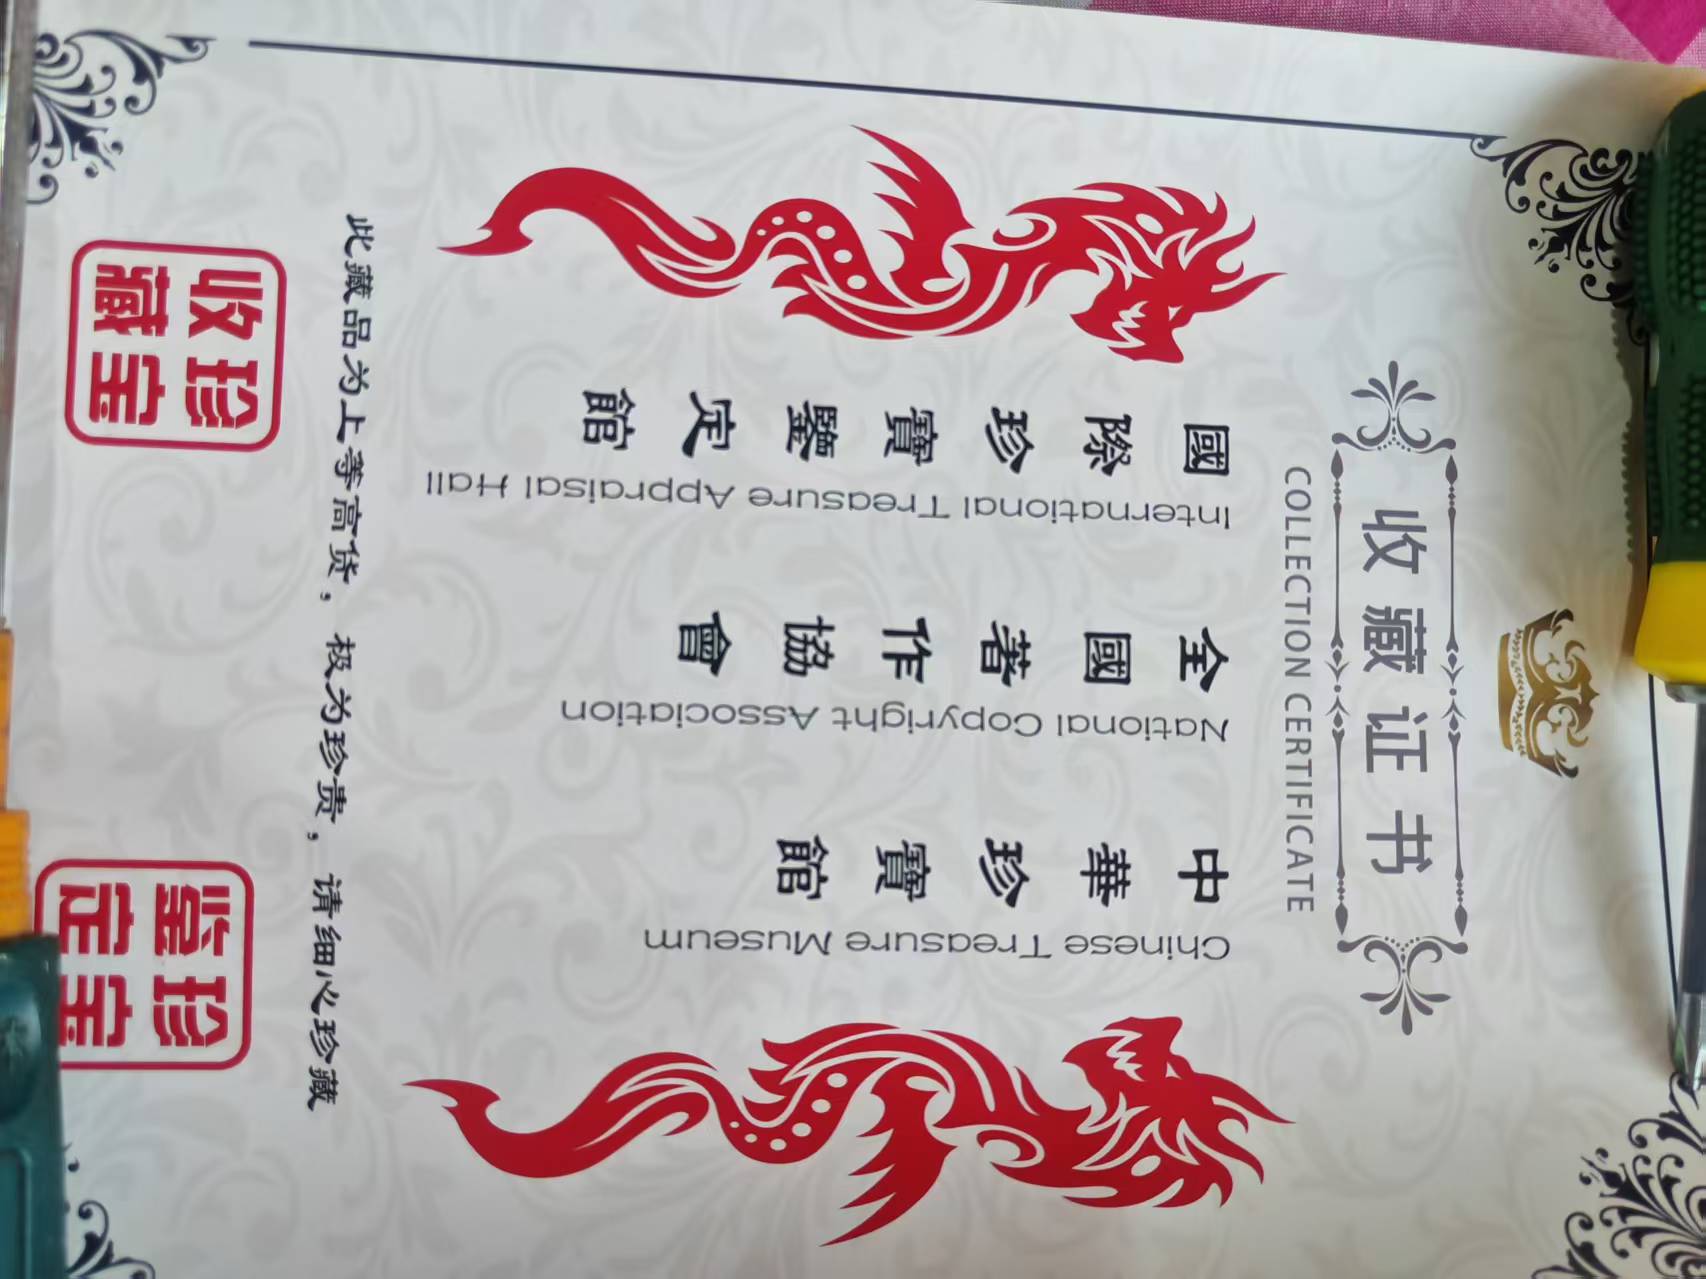 收藏证书
COLLECTION CERTIFICATE
國際珍寶鑒定館
International Treasure Appraisal Hall
全國著作協會
National Copyright Association
中華珍寶館
Chinese Treasure Museum
此藏品为上等高货，极为珍贵，请细心珍藏
珍宝收藏
珍宝鉴定